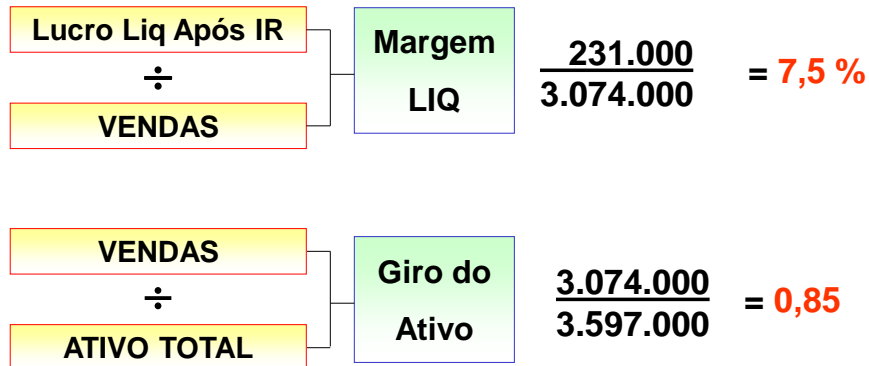 Lucro Liq Após IR
÷
VENDAS
Margem
LIQ
231.000
3.074.000
= 7,5 %
VENDAS
÷
ATIVO TOTAL
Giro do
Ativo
3.074.000
3.597.000
= 0,85